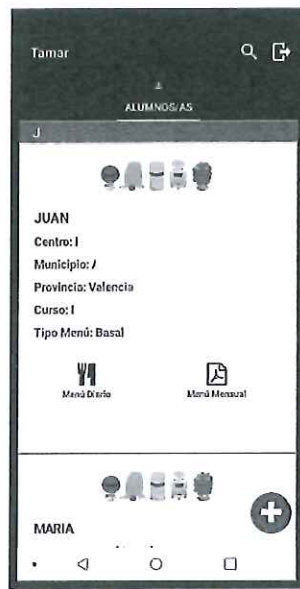 Tamar
ALUMNOS/AS
J
JUAN
Centro: I
Municipio: /
Provincia: Valencia
Curso: I
Tipo Menú: Basal
Menú Diario
Menú Mensual
MARIA